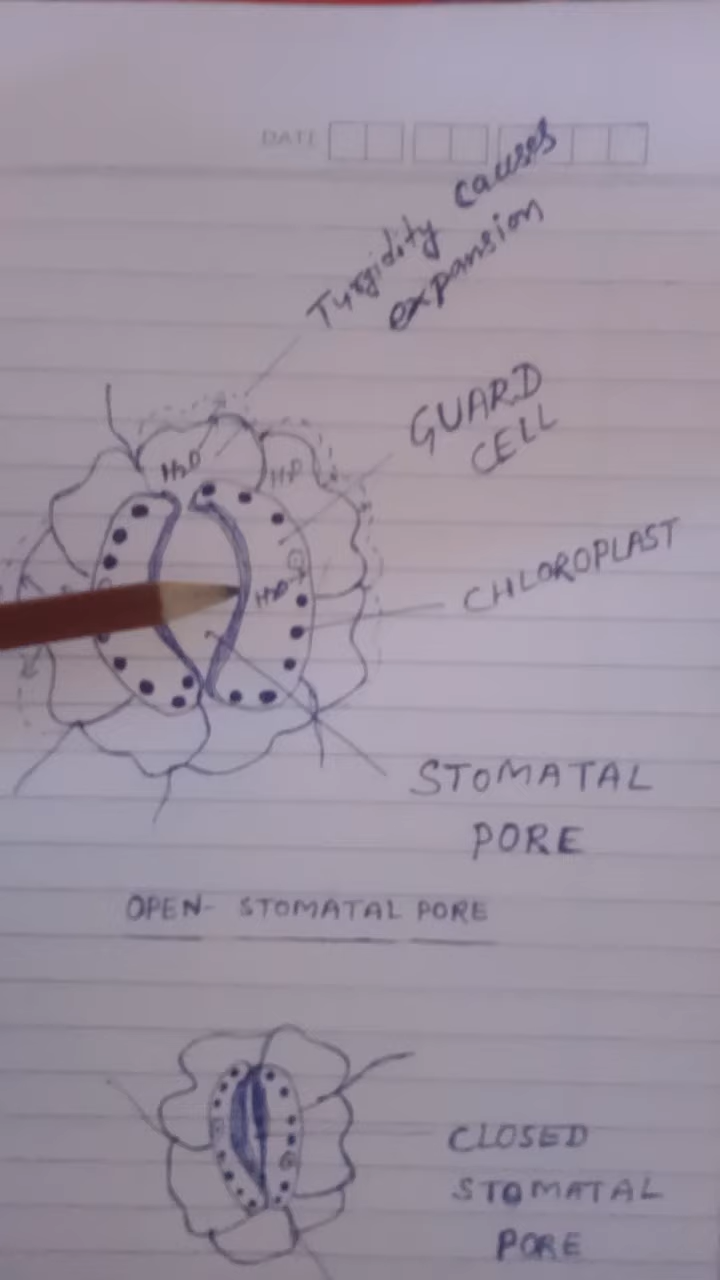 DATE
Turgidity causes
expansion
GUARD
CELL
H2O
H2O
H2O
CHLOROPLAST
STOMATAL
PORE
OPEN- STOMATAL PORE
CLOSED
STOMATAL
PORE